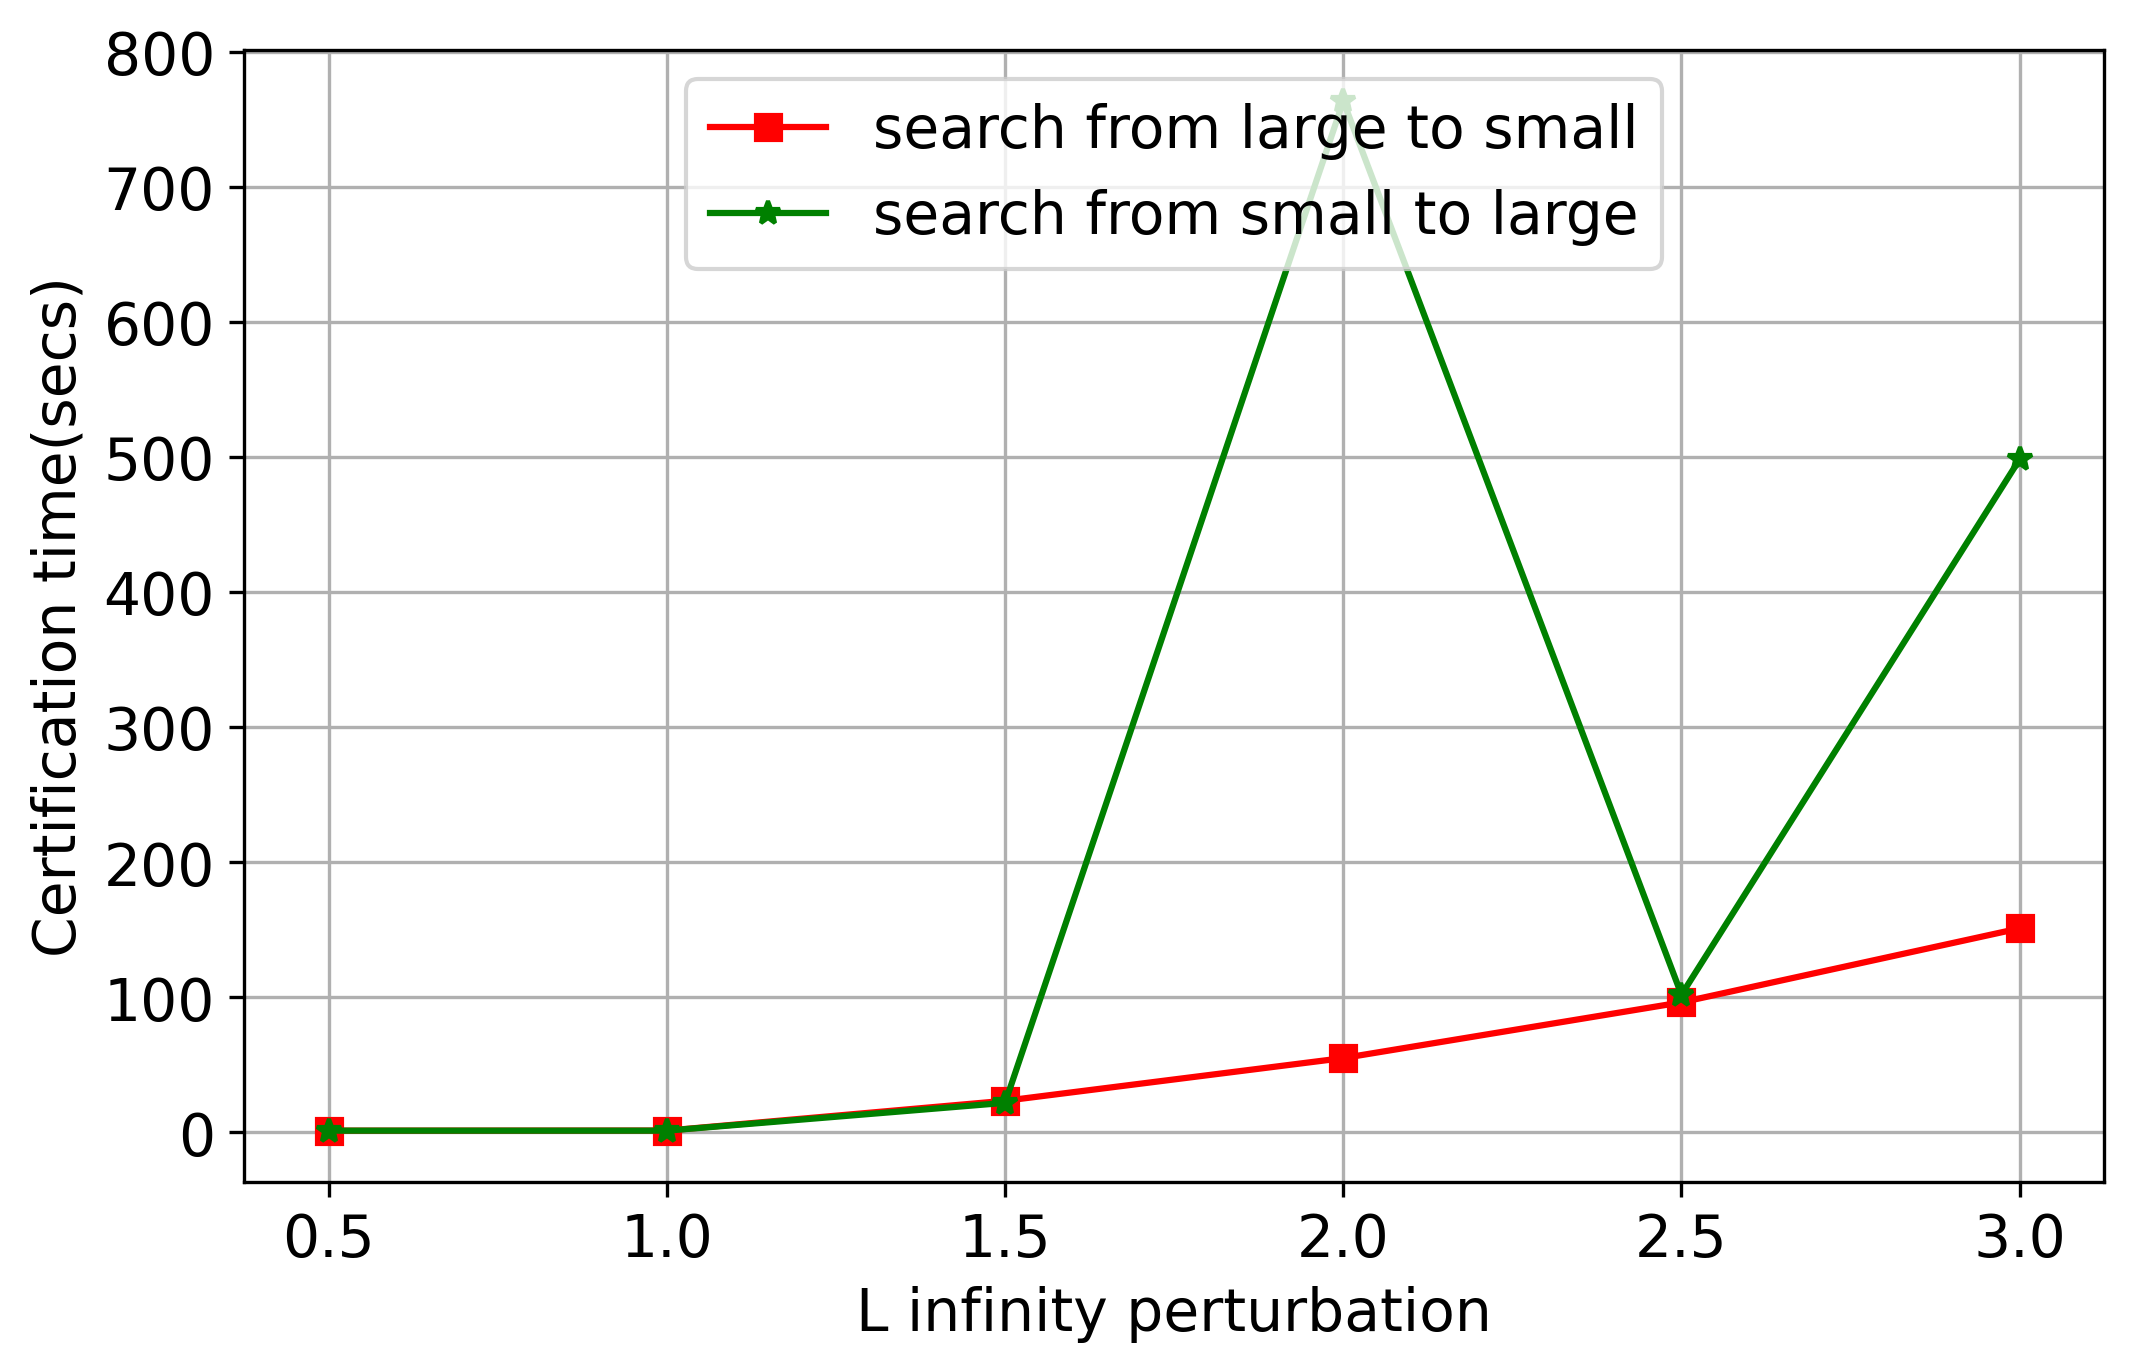 800
700
600
500
400
300
200
100
0
Certification time(secs)
search from large to small
search from small to large
0.5 1.0 1.5 2.0 2.5 3.0
L infinity perturbation